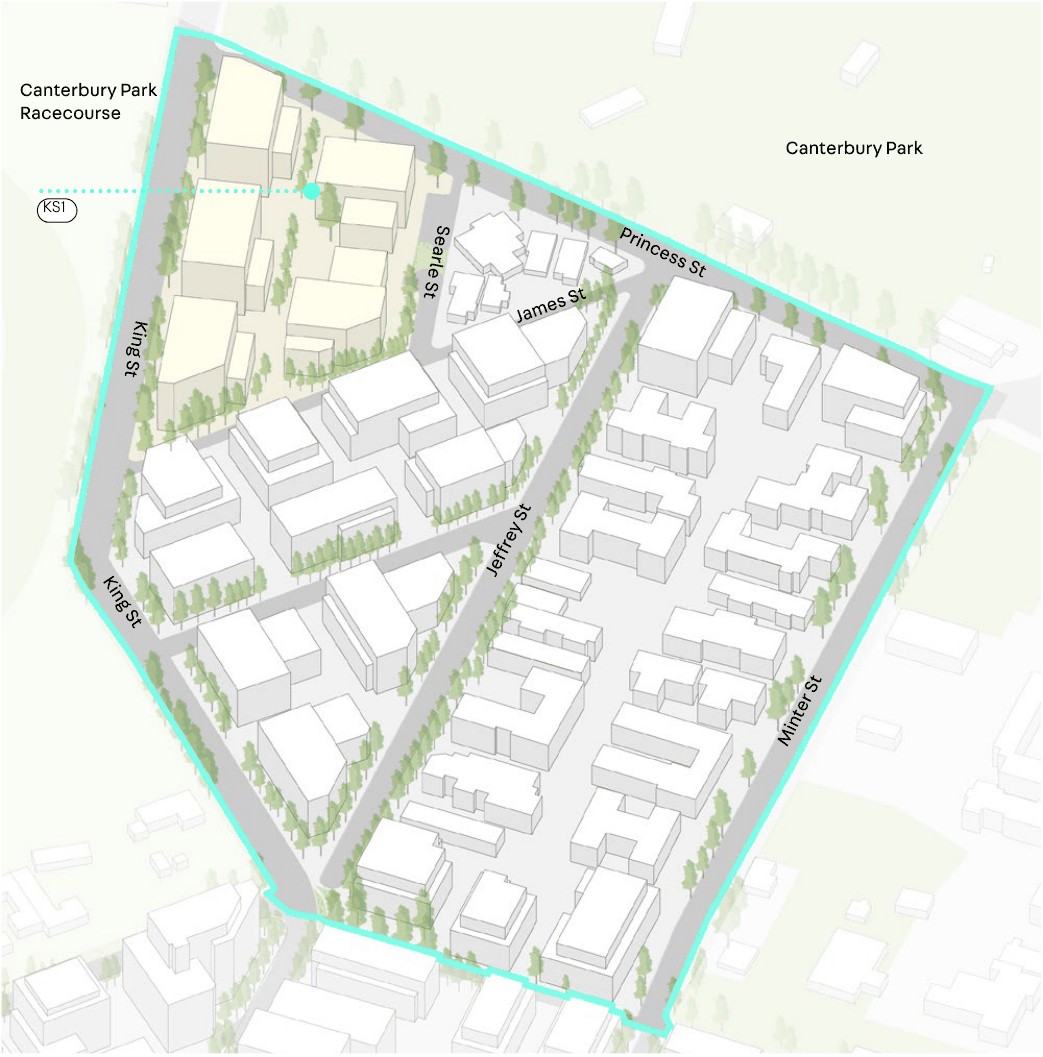 Canterbury Park
Racecourse
Canterbury Park
KS1
Searle St
Princess St
James St
King St
Jeffrey St
King St
Minter St